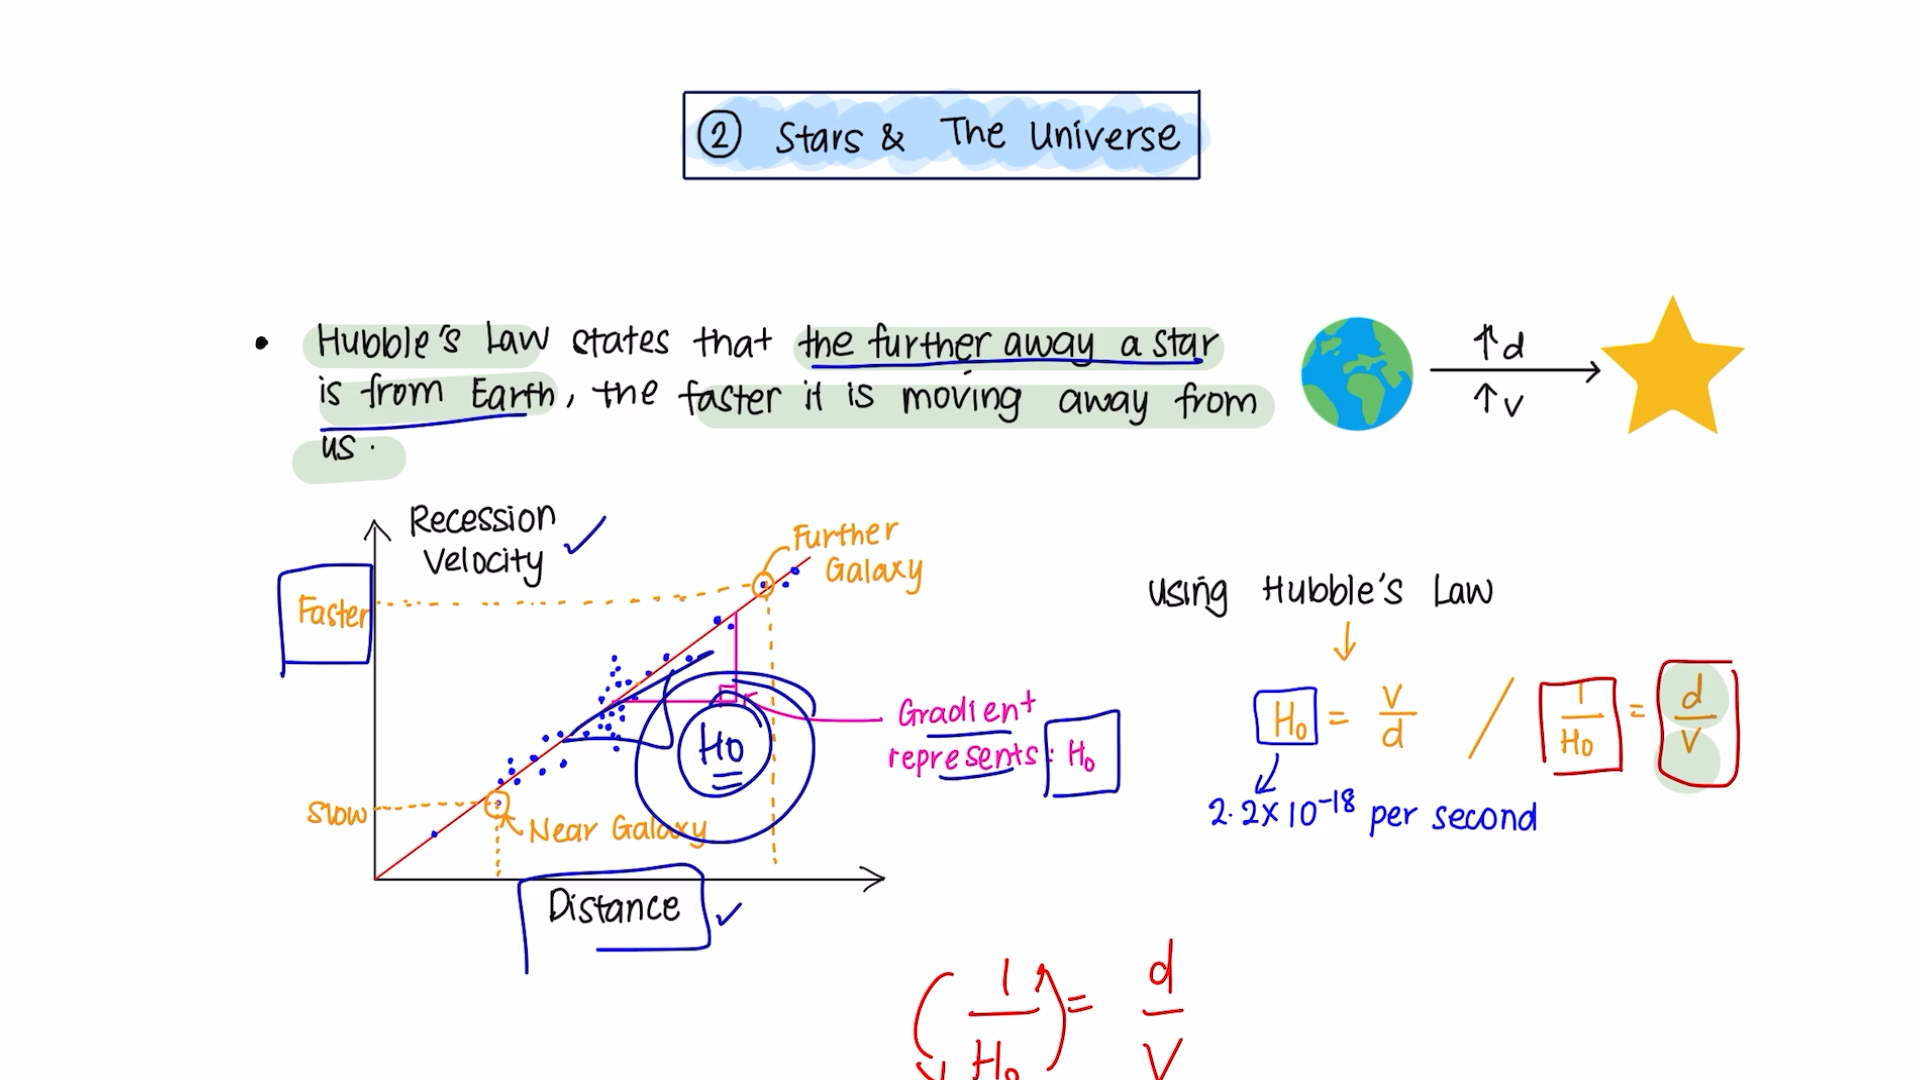 ② Stars & The Universe
• Hubble's Law states that the further away a star
is from Earth, the faster it is moving away from
us.
↑d
↑v
Recession
Velocity ✓
Further
Galaxy
Faster
Slow
Near Galaxy
H₀
Gradient
represents: H₀
Distance ✓
using Hubble's Law
↓
H₀ = v/d / 1/H₀ = d/v
2.2×10⁻¹⁸ per second
(1/H₀) = d/v